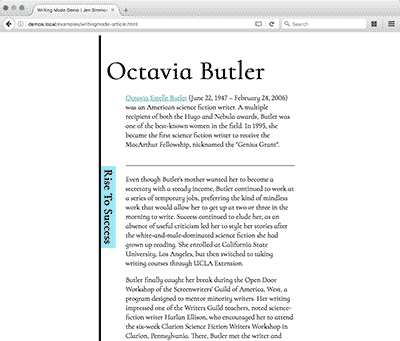 Writing Mode Demo | Jen Simmon
demos.local/examples/writingmode-article.html
Search
Octavia Butler
Octavia Estelle Butler (June 22, 1947 – February 24, 2006)
was an American science fiction writer. A multiple
recipient of both the Hugo and Nebula awards, Butler was
one of the best-known women in the field. In 1995, she
became the first science fiction writer to receive the
MacArthur Fellowship, nicknamed the "Genius Grant".
Rise To Success
Even though Butler's mother wanted her to become a
secretary with a steady income, Butler continued to work at
a series of temporary jobs, preferring the kind of mindless
work that would allow her to get up at two or three in the
morning to write. Success continued to elude her, as an
absence of useful criticism led her to style her stories after
the white-and-male-dominated science fiction she had
grown up reading. She enrolled at California State
University, Los Angeles, but then switched to taking
writing courses through UCLA Extension.
Butler finally caught her break during the Open Door
Workshop of the Screenwriters' Guild of America, West, a
program designed to mentor minority writers. Her writing
impressed one of the Writers Guild teachers, noted science-
fiction writer Harlan Ellison, who encouraged her to attend
the six-week Clarion Science Fiction Writers Workshop in
Clarion, Pennsylvania. There, Butler met the writer and